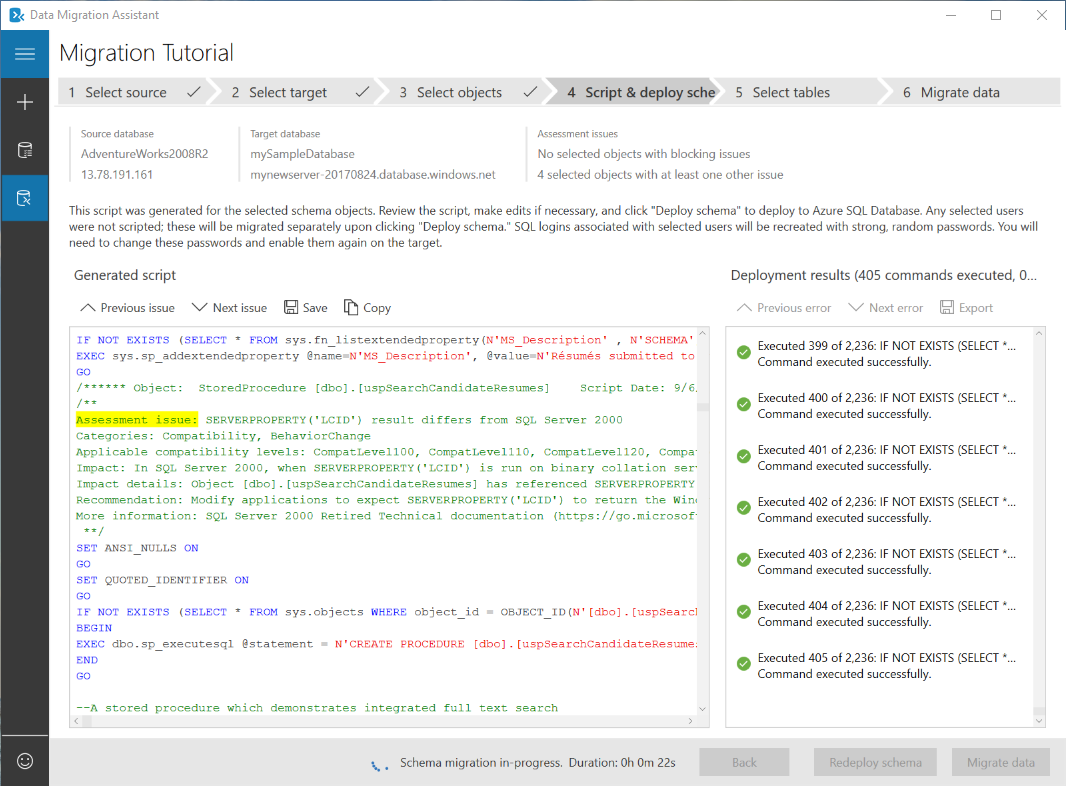 Data Migration Assistant
Migration Tutorial
1 Select source
2 Select target
3 Select objects
4 Script & deploy sche
5 Select tables
6 Migrate data
Source database
AdventureWorks2008R2
13.78.191.161
Target database
mySampleDatabase
mynewserver-20170824.database.windows.net
Assessment issues
No selected objects with blocking issues
4 selected objects with at least one other issue
This script was generated for the selected schema objects. Review the script, make edits if necessary, and click "Deploy schema" to deploy to Azure SQL Database. Any selected users
were not scripted; these will be migrated separately upon clicking "Deploy schema." SQL logins associated with selected users will be recreated with strong, random passwords. You will
need to change these passwords and enable them again on the target.
Generated script
Previous issue
Next issue
Save
Copy
IF NOT EXISTS (SELECT * FROM sys.fn_listextendedproperty(N'MS_Description' , N'SCHEMA'
EXEC sys.sp_addextendedproperty @name=N'MS_Description', @value=N'Résumés submitted to
GO
/****** Object:  StoredProcedure [dbo].[uspSearchCandidateResumes]    Script Date: 9/6
/**
Assessment issue: SERVERPROPERTY('LCID') result differs from SQL Server 2000
Categories: Compatibility, BehaviorChange
Applicable compatibility levels: CompatLevel100, CompatLevel110, CompatLevel120, Compa
Impact: In SQL Server 2000, when SERVERPROPERTY('LCID') is run on binary collation ser
Impact details: Object [dbo].[uspSearchCandidateResumes] has referenced SERVERPROPERTY
Recommendation: Modify applications to expect SERVERPROPERTY('LCID') to return the Win
More information: SQL Server 2000 Retired Technical documentation (https://go.microsof
**/
SET ANSI_NULLS ON
GO
SET QUOTED_IDENTIFIER ON
GO
IF NOT EXISTS (SELECT * FROM sys.objects WHERE object_id = OBJECT_ID(N'[dbo].[uspSearc
BEGIN
EXEC dbo.sp_executesql @statement = N'CREATE PROCEDURE [dbo].[uspSearchCandidateResume
END
GO
--A stored procedure which demonstrates integrated full text search
Deployment results (405 commands executed, 0...
Previous error
Next error
Export
Executed 399 of 2,236: IF NOT EXISTS (SELECT *...
Command executed successfully.
Executed 400 of 2,236: IF NOT EXISTS (SELECT *...
Command executed successfully.
Executed 401 of 2,236: IF NOT EXISTS (SELECT *...
Command executed successfully.
Executed 402 of 2,236: IF NOT EXISTS (SELECT *...
Command executed successfully.
Executed 403 of 2,236: IF NOT EXISTS (SELECT *...
Command executed successfully.
Executed 404 of 2,236: IF NOT EXISTS (SELECT *...
Command executed successfully.
Executed 405 of 2,236: IF NOT EXISTS (SELECT *...
Command executed successfully.
Schema migration in-progress. Duration: 0h 0m 22s
Back
Redeploy schema
Migrate data